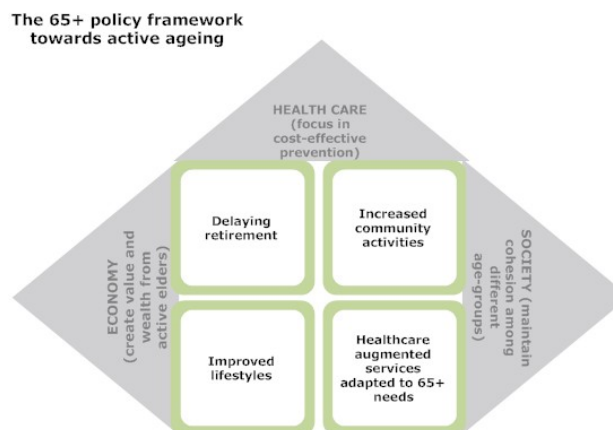 The 65+ policy framework
towards active ageing
HEALTH CARE
(focus in
cost-effective
prevention)
ECONOMY
(create value and
wealth from
active elders)
Delaying
retirement
Increased
community
activities
SOCIETY (maintain
cohesion among
different
age-groups)
Improved
lifestyles
Healthcare
augmented
services
adapted to 65+
needs